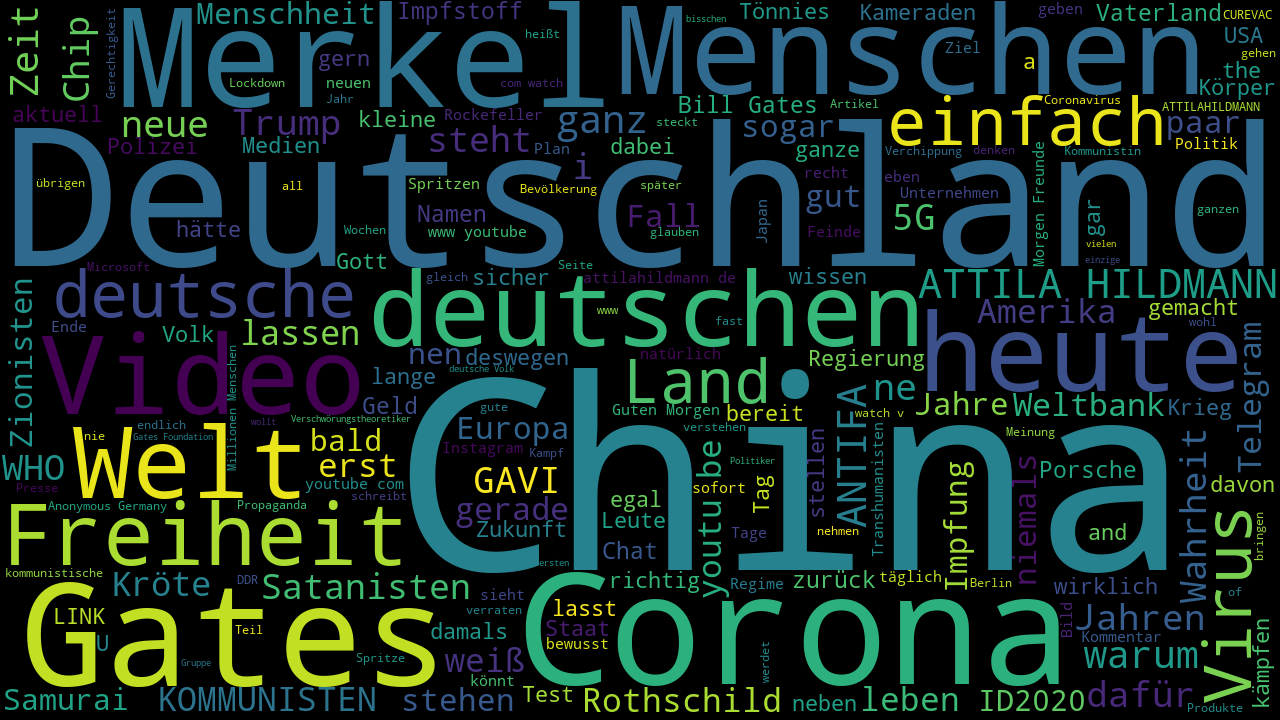 Zeit
Chip
Gerechtigkeit
Merkel
Menschheit
Impfstoff
heißt
bisschen
Menschen
Tönnies
Kameraden
geben
Vaterland
CUREVAC
USA
gehen
Ziel
a
the
Körper
gern
Lockdown
neuen
Jahr
com watch
aktuell
neue
Trump
kleine
Rockefeller
ganz
Bill Gates
steckt
Artikel
sogar
einfach
Coronavirus
ATTILAHILDMANN
paar
Politik
Polizei
Medien
steht
Plan
dabei
ganze
Verchippung
denken
Kommunistin
Deutschland
übrigen
all
Spritzen
i
Bevölkerung
später
recht
eben
Unternehmen
gut
Morgen Freunde
gar
ganzen
hätte
Wochen
Namen
www youtube
Fall
glauben
Japan
Feinde
5G
vielen
einzige
Microsoft
Gott
gleich
sicher
Seite
attilahildmann de
wissen
ATTILA HILDMANN
Zionisten
deutsche
Ende
Volk
lassen
deutschen
www
fast
heute
Amerika
gemacht
wohl
Telegram
Video
Millionen Menschen
nen
deswegen
deutsche Volk
natürlich
Regierung
lange
Geld
Land
ne
Jahre
Weltbank
Krieg
China
gute
Guten Morgen
bereit
ANTIFA
watch v
endlich
wollt
Verschwörungstheoretiker
nie
Gates Foundation
Welt
bald
Europa
verstehen
Meinung
Transhumanisten
Wahrheit
WHO
Presse
erst
Instagram
Kampf
youtube
Politiker
Tag
stellen
Impfung
niemals
Porsche
davon
youtube com
schreibt
GAVI
egal
sofort
Anonymous Germany
Propaganda
gerade
Zukunft
Leute
Tage
nehmen
and
Virus
bringen
Freiheit
Chat
ersten
kommunistische
Kröte
DDR
Satanisten
sieht
richtig
Regime
zurück
täglich
Berlin
wirklich
of
Gates
LINK
U
Teil
Gruppe
Spritze
verraten
damals
lasst
Staat
bewusst
Corona
werdet
Bild
Jahren
Kommentar
warum
kämpfen
weiß
könnt
Samurai
KOMMUNISTEN
stehen
Test
Rothschild
neben
leben
ID2020
dafür
Produkte